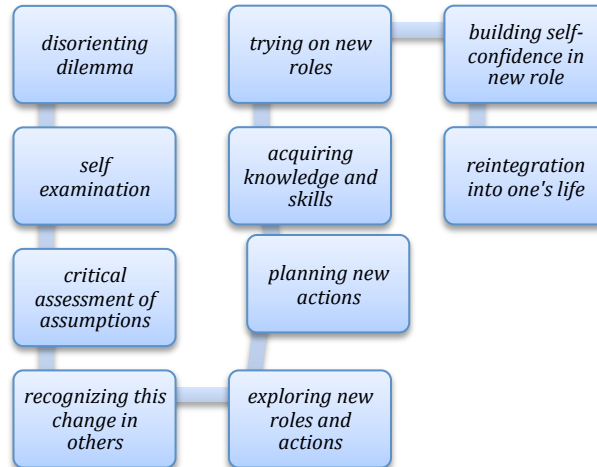 disorienting
dilemma
self
examination
critical
assessment of
assumptions
recognizing this
change in
others
exploring new
roles and
actions
planning new
actions
acquiring
knowledge and
skills
trying on new
roles
building self-
confidence in
new role
reintegration
into one's life